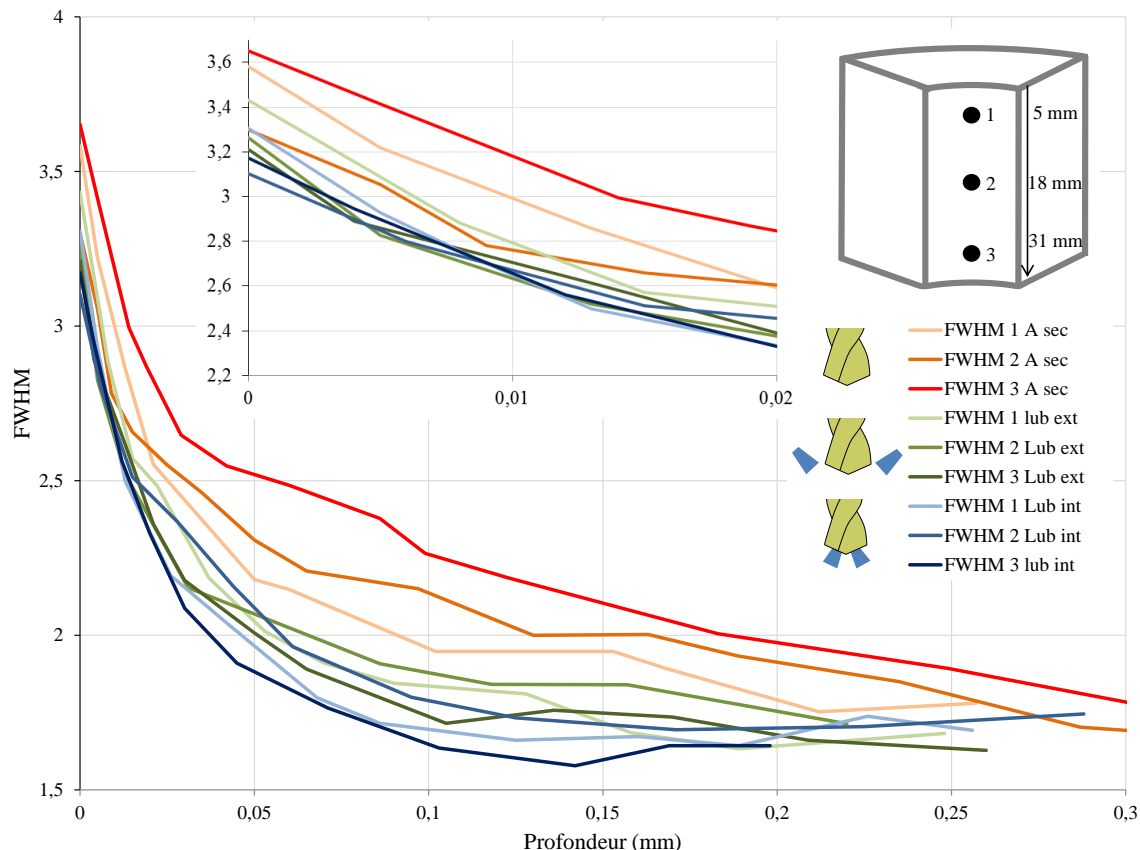 4
3,5
3
2,5
2
1,5
FWHM
0
0,05
0,1
0,15
0,2
0,25
0,3
Profondeur (mm)
3,6
3,4
3,2
3
2,8
2,6
2,4
2,2
0
0,01
0,02
1
5 mm
2
18 mm
31 mm
3
FWHM 1 A sec
FWHM 2 A sec
FWHM 3 A sec
FWHM 1 lub ext
FWHM 2 Lub ext
FWHM 3 Lub ext
FWHM 1 Lub int
FWHM 2 Lub int
FWHM 3 lub int